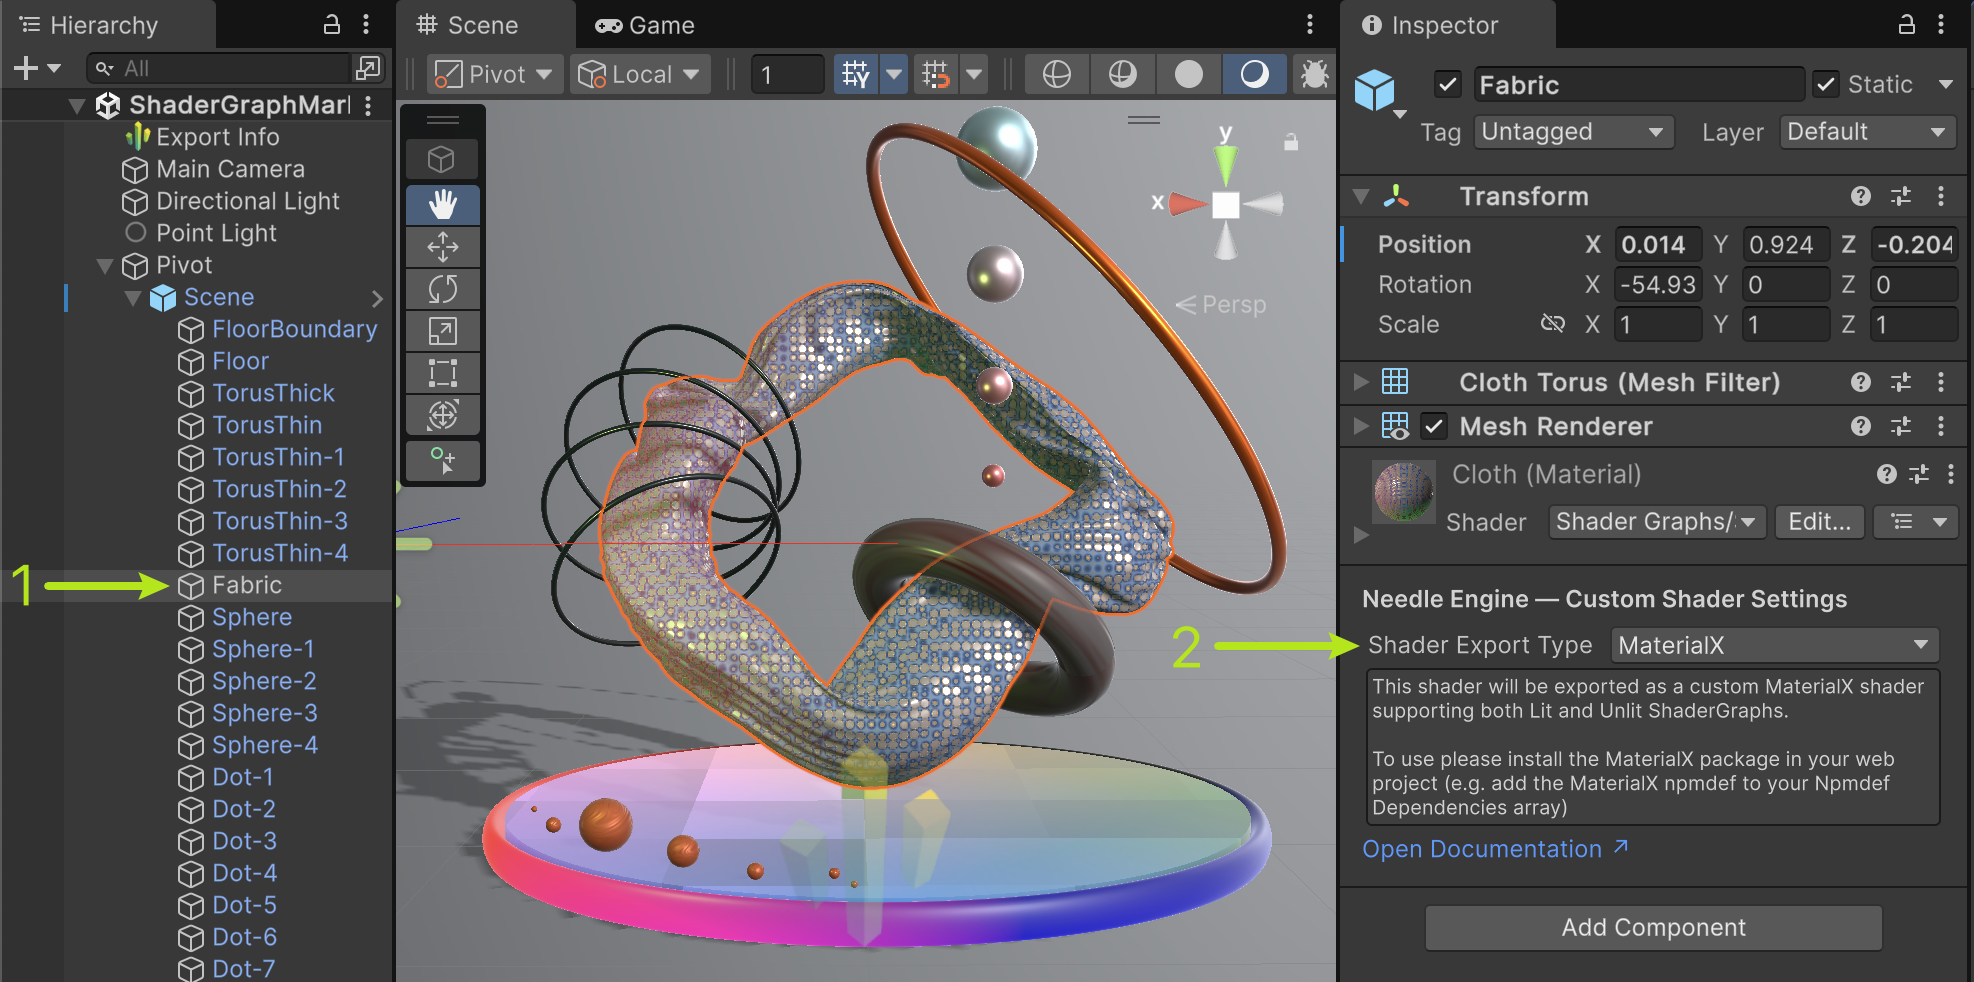 Hierarchy
All
ShaderGraphMar
Export Info
Main Camera
Directional Light
Point Light
Pivot
Scene
FloorBoundary
Floor
TorusThick
TorusThin
TorusThin-1
TorusThin-2
TorusThin-3
TorusThin-4
1
Fabric
Sphere
Sphere-1
Sphere-2
Sphere-3
Sphere-4
Dot-1
Dot-2
Dot-3
Dot-4
Dot-5
Dot-6
Dot-7
Scene Game
Pivot Local 1
y
x
Persp
2
Inspector
Fabric Static
Tag Untagged Layer Default
Transform
Position X 0.014 Y 0.924 Z -0.204
Rotation X -54.93 Y 0 Z 0
Scale X 1 Y 1 Z 1
Cloth Torus (Mesh Filter)
Mesh Renderer
Cloth (Material)
Shader Shader Graphs/ Edit...
Needle Engine — Custom Shader Settings
Shader Export Type MaterialX
This shader will be exported as a custom MaterialX shader
supporting both Lit and Unlit ShaderGraphs.
To use please install the MaterialX package in your web
project (e.g. add the MaterialX npmdef to your Npmdef
Dependencies array)
Open Documentation ↗
Add Component